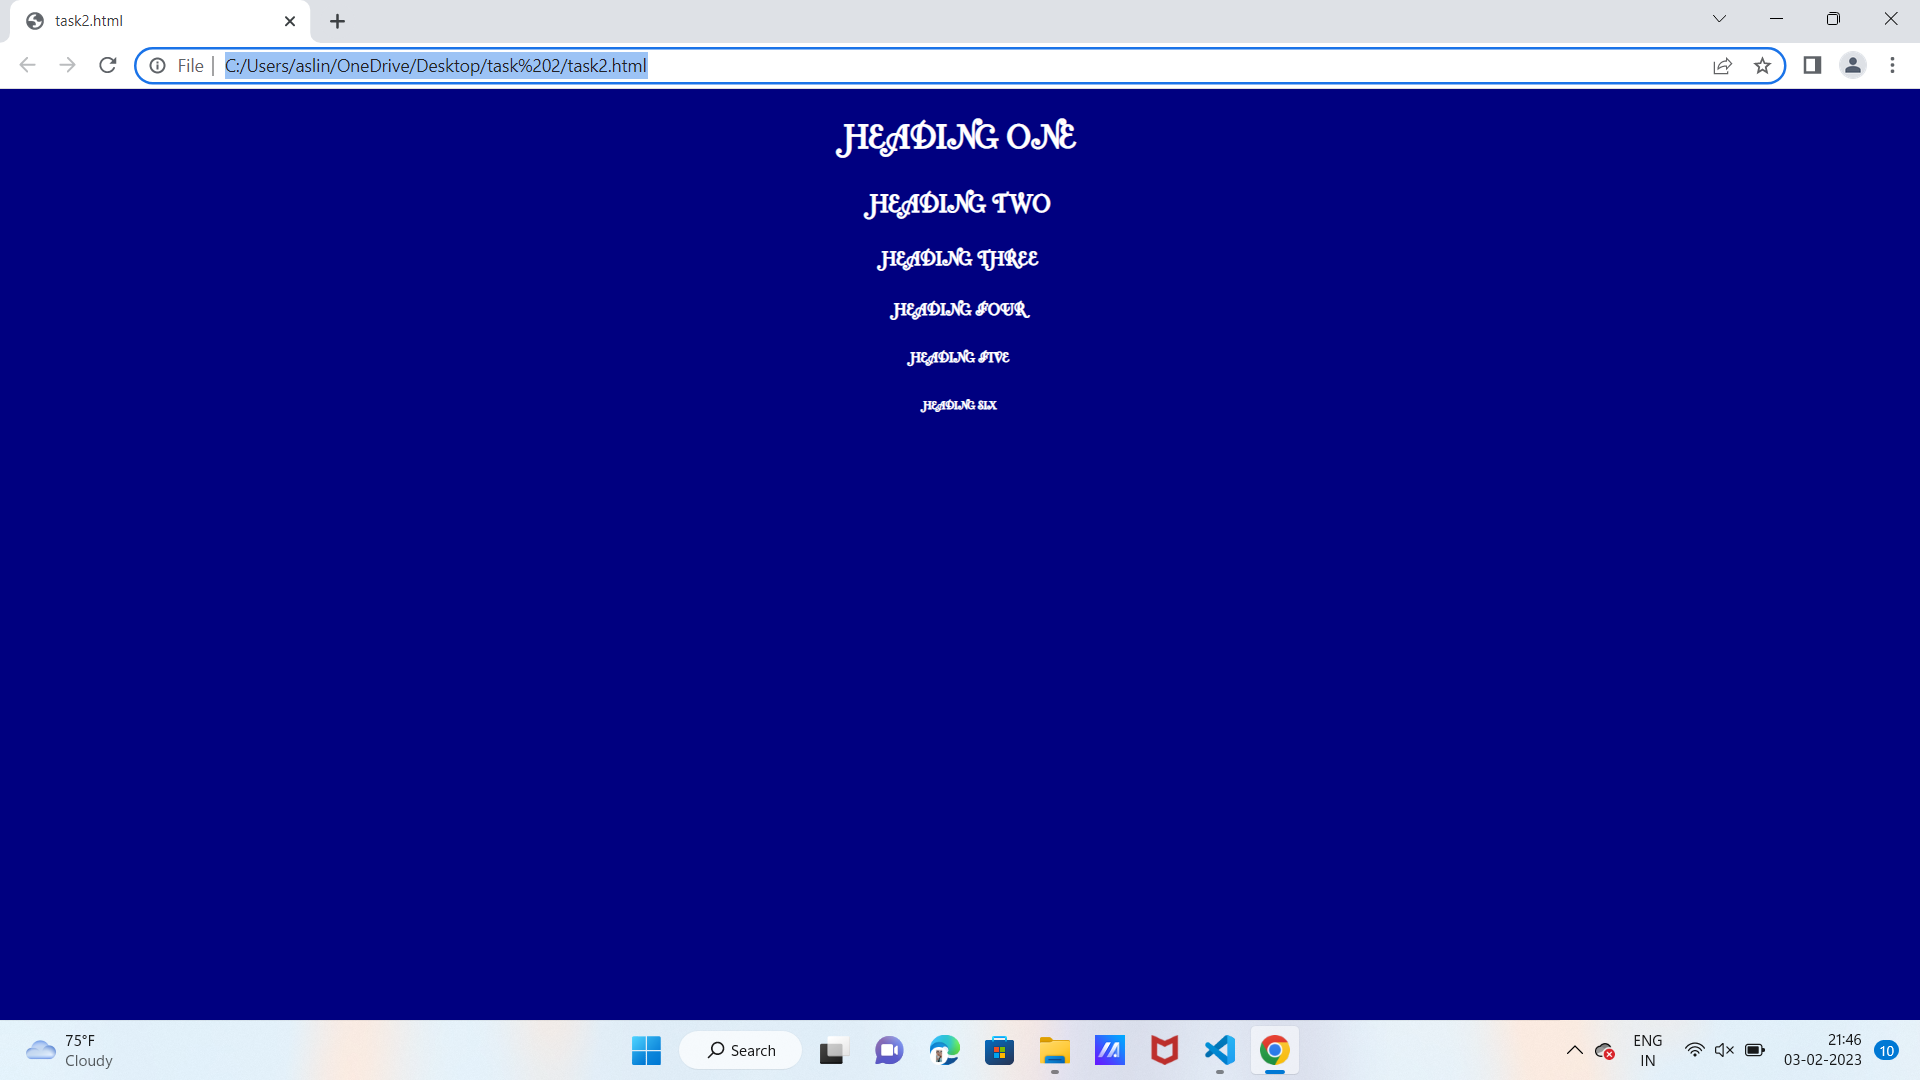 task2.html
File
C:/Users/aslin/OneDrive/Desktop/task%202/task2.html
HEADING ONE
HEADING TWO
HEADING THREE
HEADING FOUR
HEADING FIVE
HEADING SIX
75°F
Cloudy
Search
ENG
IN
21:46
03-02-2023
10